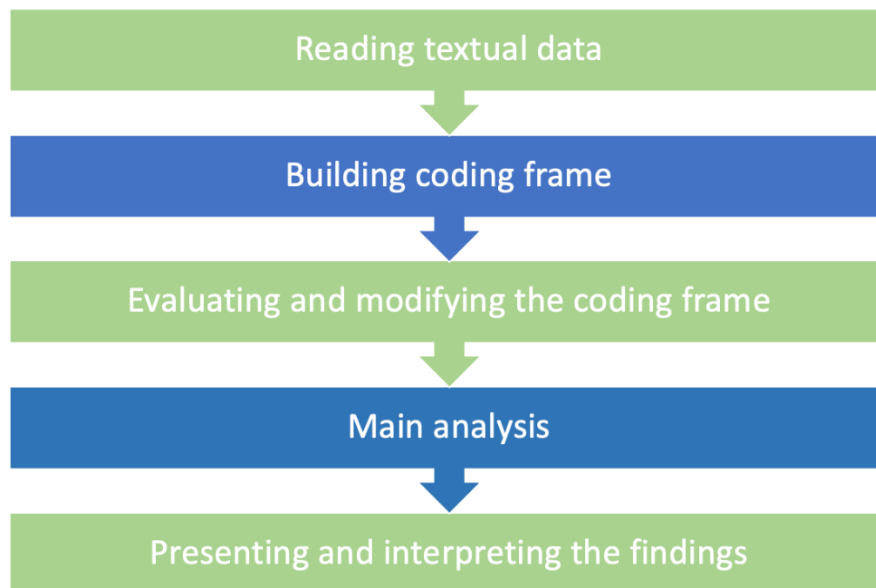 Reading textual data
Building coding frame
Evaluating and modifying the coding frame
Main analysis
Presenting and interpreting the findings